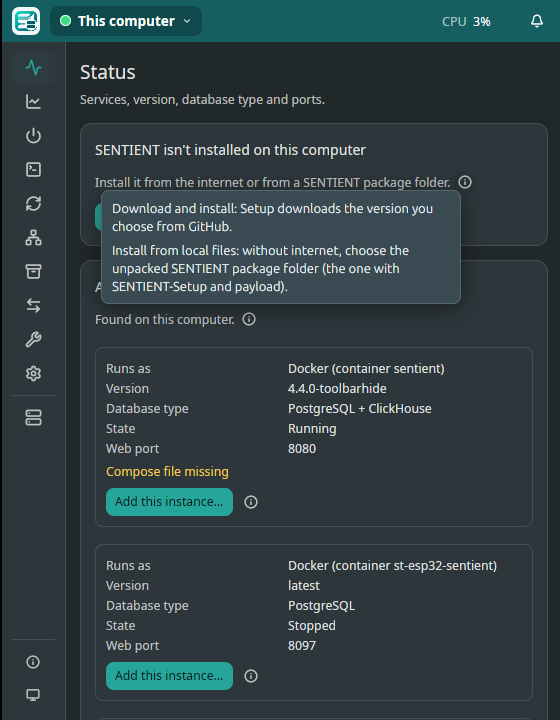 This computer
CPU 3%
Status
Services, version, database type and ports.
SENTIENT isn't installed on this computer
Install it from the internet or from a SENTIENT package folder.
Download and install: Setup downloads the version you
choose from GitHub.
Install from local files: without internet, choose the
unpacked SENTIENT package folder (the one with
SENTIENT-Setup and payload).
Found on this computer.
Runs as Docker (container sentient)
Version 4.4.0-toolbarhide
Database type PostgreSQL + ClickHouse
State Running
Web port 8080
Compose file missing
Add this instance...
Runs as Docker (container st-esp32-sentient)
Version latest
Database type PostgreSQL
State Stopped
Web port 8097
Add this instance...